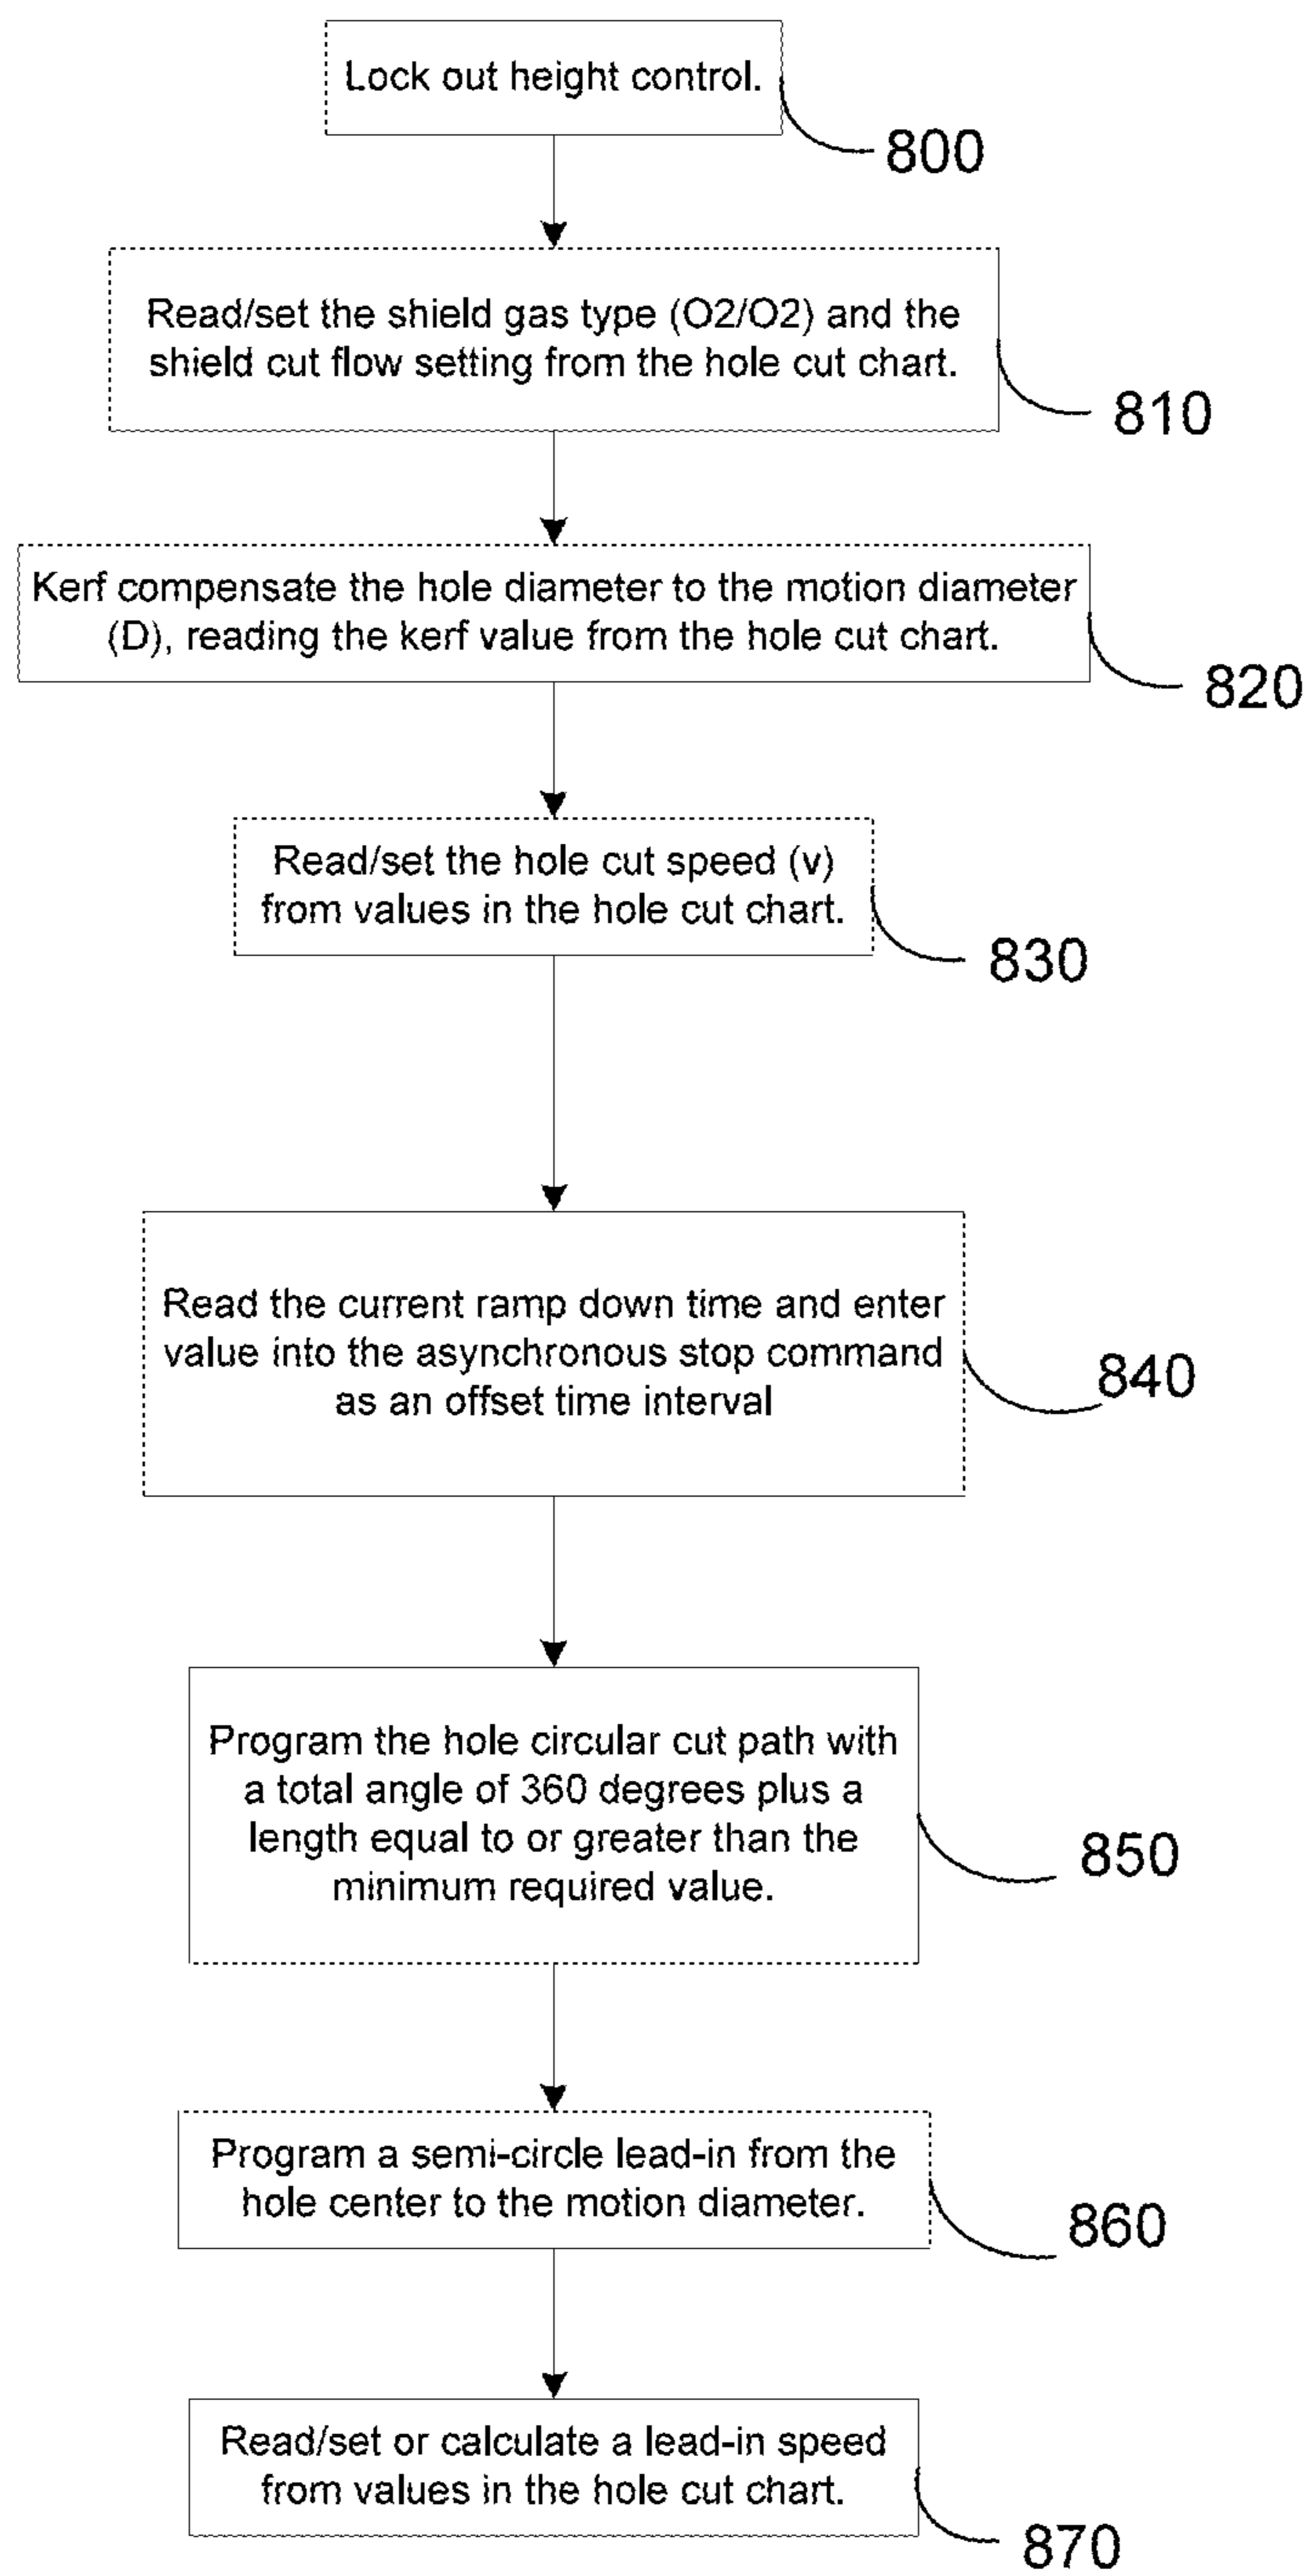 Lock out height control.
800
Read/set the shield gas type (O2/O2) and the
shield cut flow setting from the hole cut chart.
810
Kerf compensate the hole diameter to the motion diameter
(D), reading the kerf value from the hole cut chart.
820
Read/set the hole cut speed (v)
from values in the hole cut chart.
830
Read the current ramp down time and enter
value into the asynchronous stop command
as an offset time interval
840
Program the hole circular cut path with
a total angle of 360 degrees plus a
length equal to or greater than the
minimum required value.
850
Program a semi-circle lead-in from the
hole center to the motion diameter.
860
Read/set or calculate a lead-in speed
from values in the hole cut chart.
870